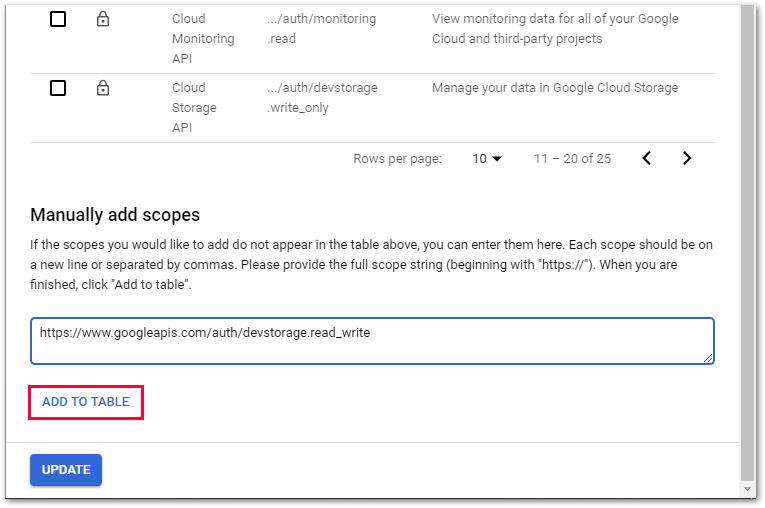 Cloud Monitoring API
.../auth/monitoring.read
View monitoring data for all of your Google Cloud and third-party projects
Cloud Storage API
.../auth/devstorage.write_only
Manage your data in Google Cloud Storage
Rows per page: 10 11 – 20 of 25
Manually add scopes
If the scopes you would like to add do not appear in the table above, you can enter them here. Each scope should be on
a new line or separated by commas. Please provide the full scope string (beginning with "https://"). When you are
finished, click "Add to table".
https://www.googleapis.com/auth/devstorage.read_write
ADD TO TABLE
UPDATE